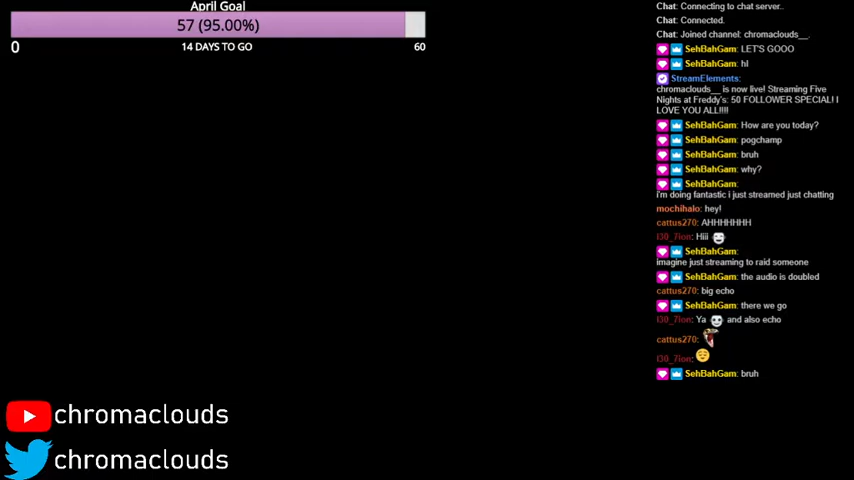 April Goal
57 (95.00%)
0
14 DAYS TO GO
60
chromaclouds
chromaclouds
Chat: Connecting to chat server..
Chat: Connected.
Chat: Joined channel: chromaclouds__.
SehBahGam: LET'S GOOO
SehBahGam: hI
StreamElements:
chromaclouds__ is now live! Streaming Five
Nights at Freddy's: 50 FOLLOWER SPECIAL! I
LOVE YOU ALL!!!!
SehBahGam: How are you today?
SehBahGam: pogchamp
SehBahGam: bruh
SehBahGam: why?
SehBahGam:
i'm doing fantastic i just streamed just chatting
mochihalo: hey!
cattus270: AHHHHHHH
l30_7ion: Hiii
SehBahGam:
imagine just streaming to raid someone
SehBahGam: the audio is doubled
cattus270: big echo
SehBahGam: there we go
l30_7ion: Ya and also echo
cattus270:
l30_7ion:
SehBahGam: bruh